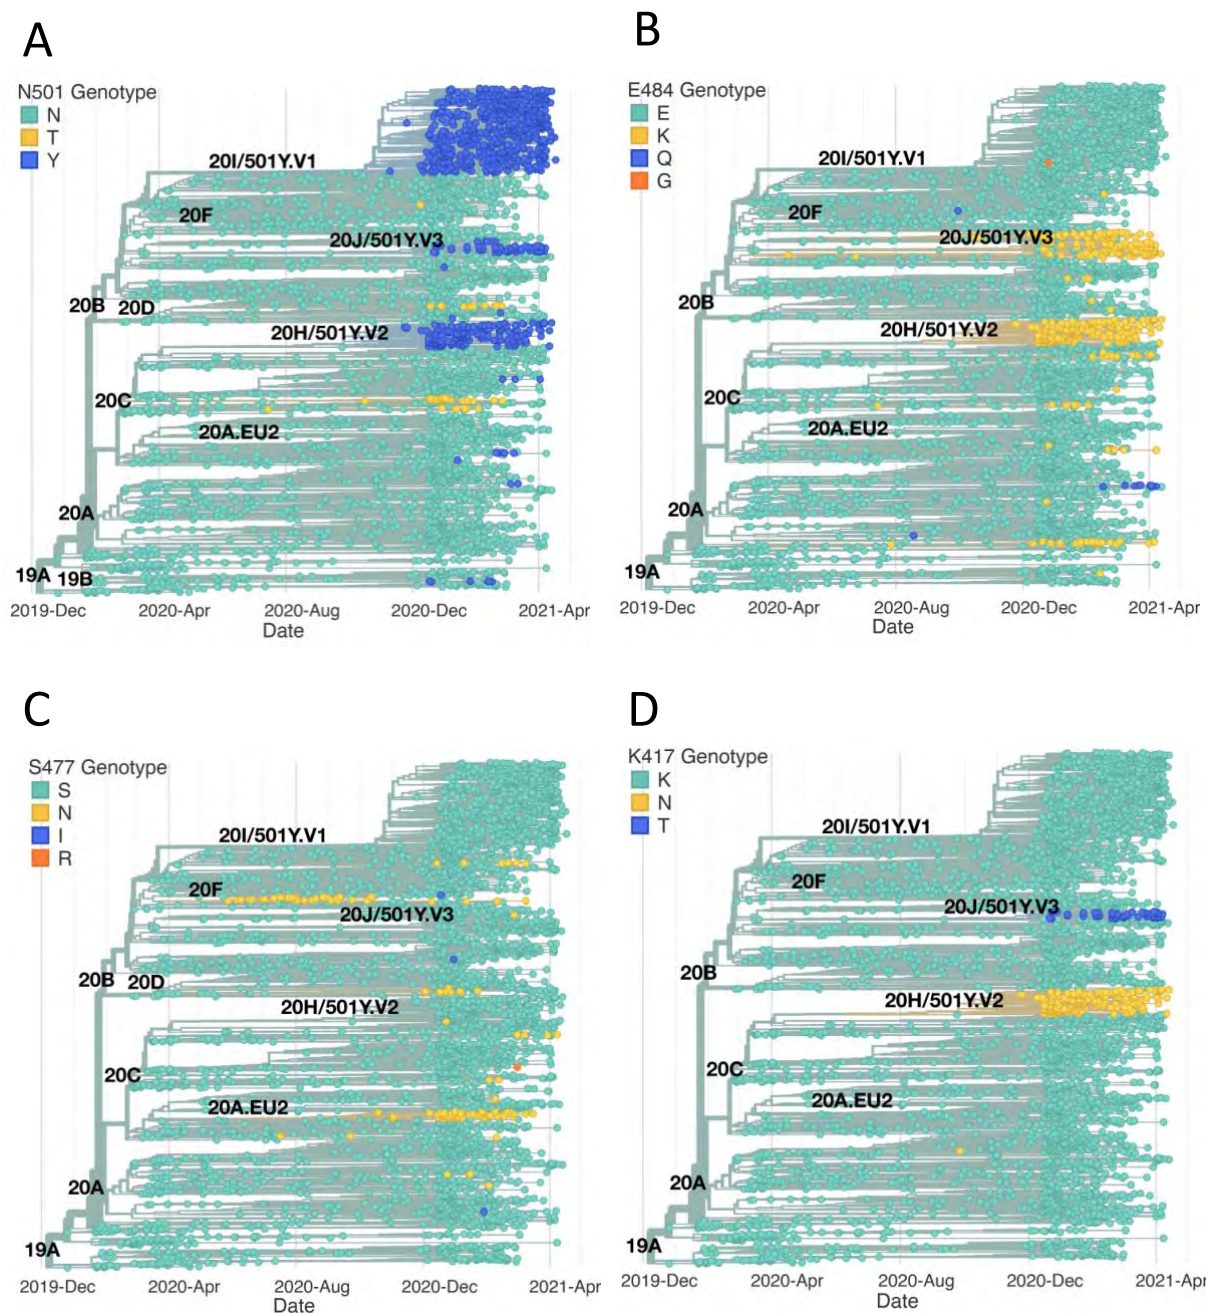 A
N501 Genotype
N
T
Y
20I/501Y.V1
20F
20J/501Y.V3
20B 20D
20H/501Y.V2
20C
20A.EU2
20A
19A 19B
2019-Dec 2020-Apr 2020-Aug 2020-Dec 2021-Apr
Date
B
E484 Genotype
E
K
Q
G
20I/501Y.V1
20F
20J/501Y.V3
20B
20H/501Y.V2
20C
20A.EU2
20A
19A
2019-Dec 2020-Apr 2020-Aug 2020-Dec 2021-Apr
Date
C
S477 Genotype
S
N
I
R
20I/501Y.V1
20F
20J/501Y.V3
20B 20D
20H/501Y.V2
20C
20A.EU2
20A
19A
2019-Dec 2020-Apr 2020-Aug 2020-Dec 2021-Apr
Date
D
K417 Genotype
K
N
T
20I/501Y.V1
20F
20J/501Y.V3
20B
20H/501Y.V2
20C
20A.EU2
20A
19A
2019-Dec 2020-Apr 2020-Aug 2020-Dec 2021-Apr
Date